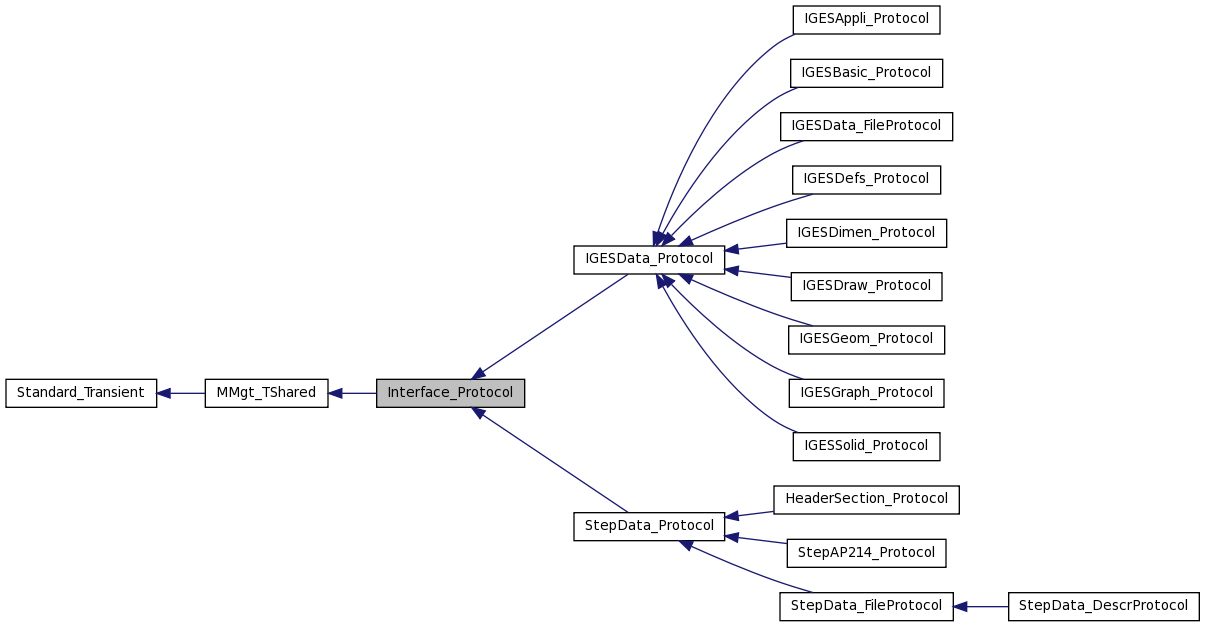 IGESAppli_Protocol
IGESBasic_Protocol
IGESData_FileProtocol
IGESDefs_Protocol
IGESDimen_Protocol
IGESData_Protocol
IGESDraw_Protocol
IGESGeom_Protocol
Standard_Transient
MMgt_TShared
Interface_Protocol
IGESGraph_Protocol
IGESSolid_Protocol
HeaderSection_Protocol
StepData_Protocol
StepAP214_Protocol
StepData_FileProtocol
StepData_DescrProtocol